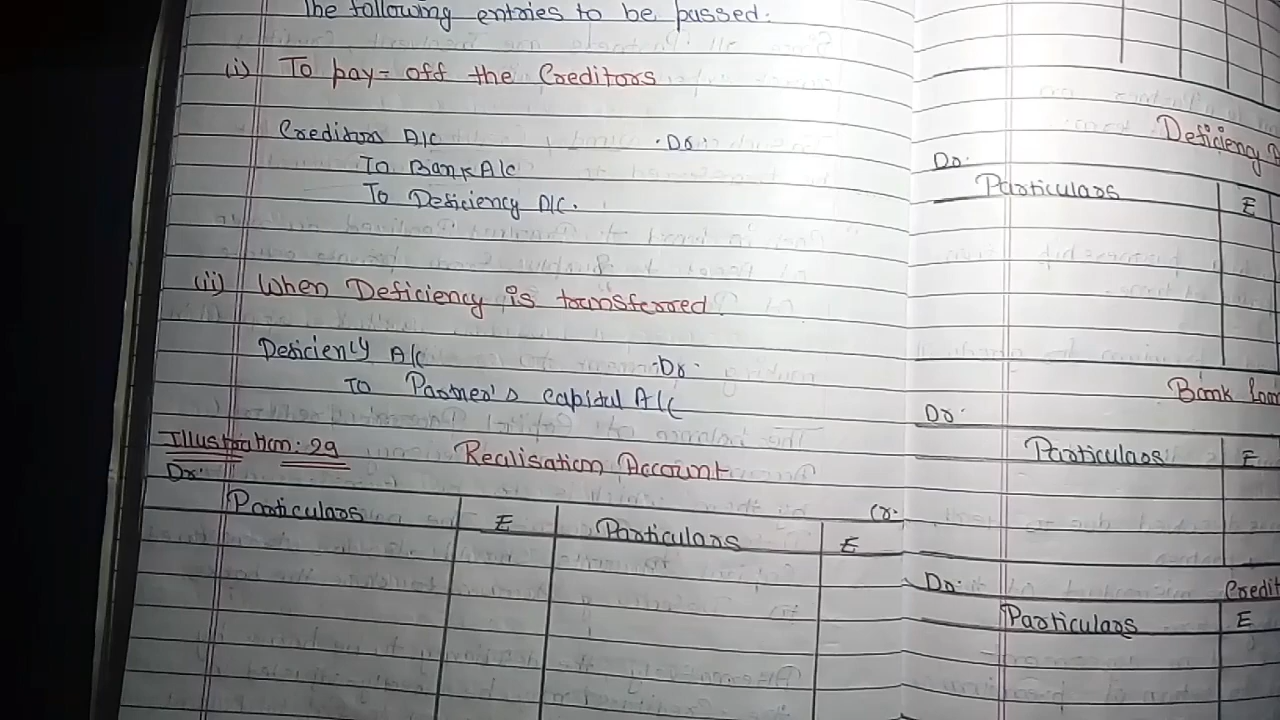 The following entries to be passed:
(i) To pay-off the Creditors
Creditors A/c Dr.
To Bank A/c
To Deficiency A/c.
(ii) When Deficiency is transferred
Deficiency A/c Dr.
To Partner's capital A/c
Illustration: 29 Realisation Account
Dr. Cr.
Particulars ₹ Particulars ₹
Deficiency
Dr.
Particulars ₹
Bank Loan
Dr.
Particulars ₹
Dr. Credit
Particulars ₹